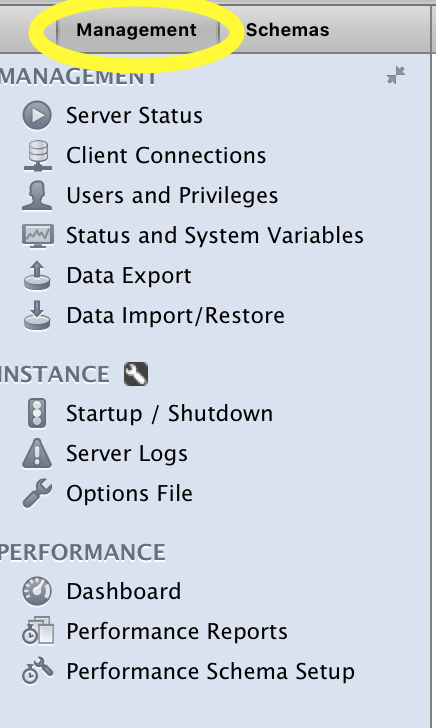 Management Schemas
MANAGEMENT
Server Status
Client Connections
Users and Privileges
Status and System Variables
Data Export
Data Import/Restore
INSTANCE
Startup / Shutdown
Server Logs
Options File
PERFORMANCE
Dashboard
Performance Reports
Performance Schema Setup